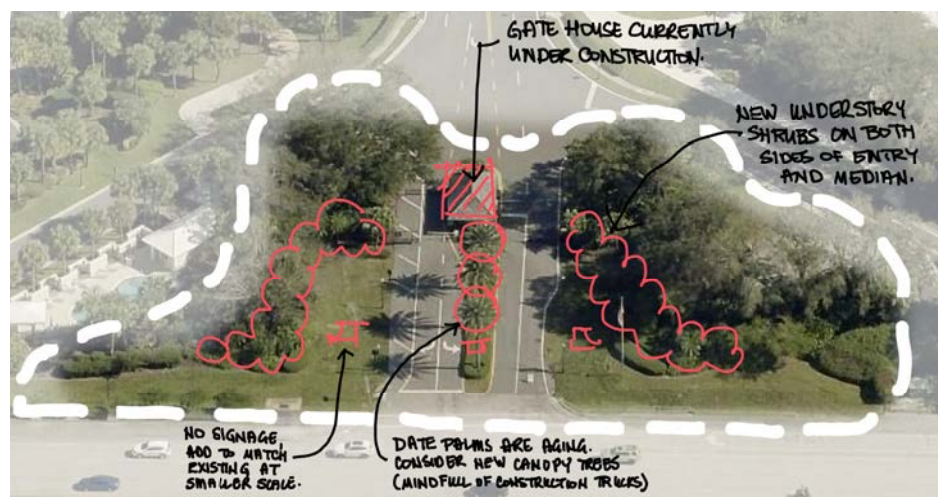 GATE HOUSE CURRENTLY
UNDER CONSTRUCTION.
NEW UNDERSTORY
SHRUBS ON BOTH
SIDES OF ENTRY
AND MEDIAN.
NO SIGNAGE,
ADD TO MATCH
EXISTING AT
SMALLER SCALE.
DATE PALMS ARE AGING.
CONSIDER NEW CANOPY TREES
(MINDFULL OF CONSTRUCTION TRUCKS)